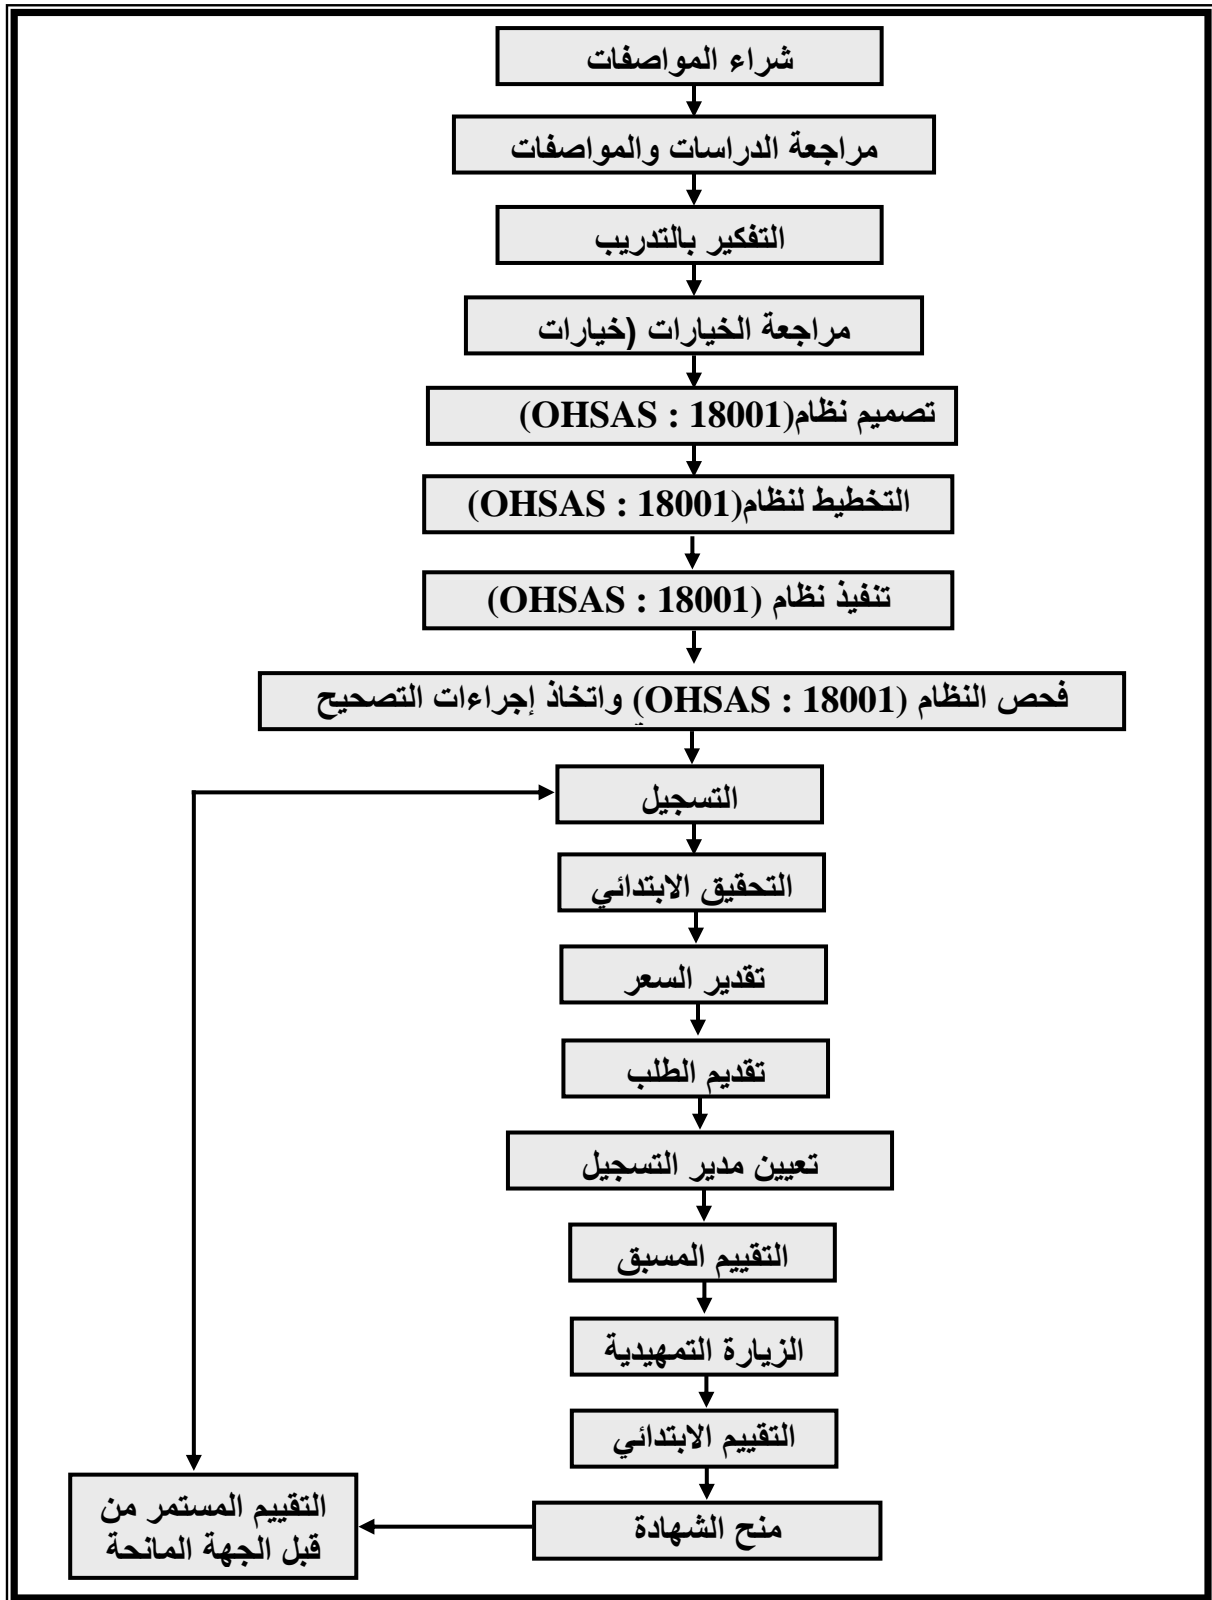 شراء المواصفات
مراجعة الدراسات والمواصفات
التفكير بالتدريب
مراجعة الخيارات (خيارات
تصميم نظام(OHSAS : 18001)
التخطيط لنظام(OHSAS : 18001)
تنفيذ نظام (OHSAS : 18001)
فحص النظام (OHSAS : 18001) واتخاذ إجراءات التصحيح
التسجيل
التحقيق الابتدائي
تقدير السعر
تقديم الطلب
تعيين مدير التسجيل
التقييم المسبق
الزيارة التمهيدية
التقييم الابتدائي
منح الشهادة
التقييم المستمر من
قبل الجهة المانحة